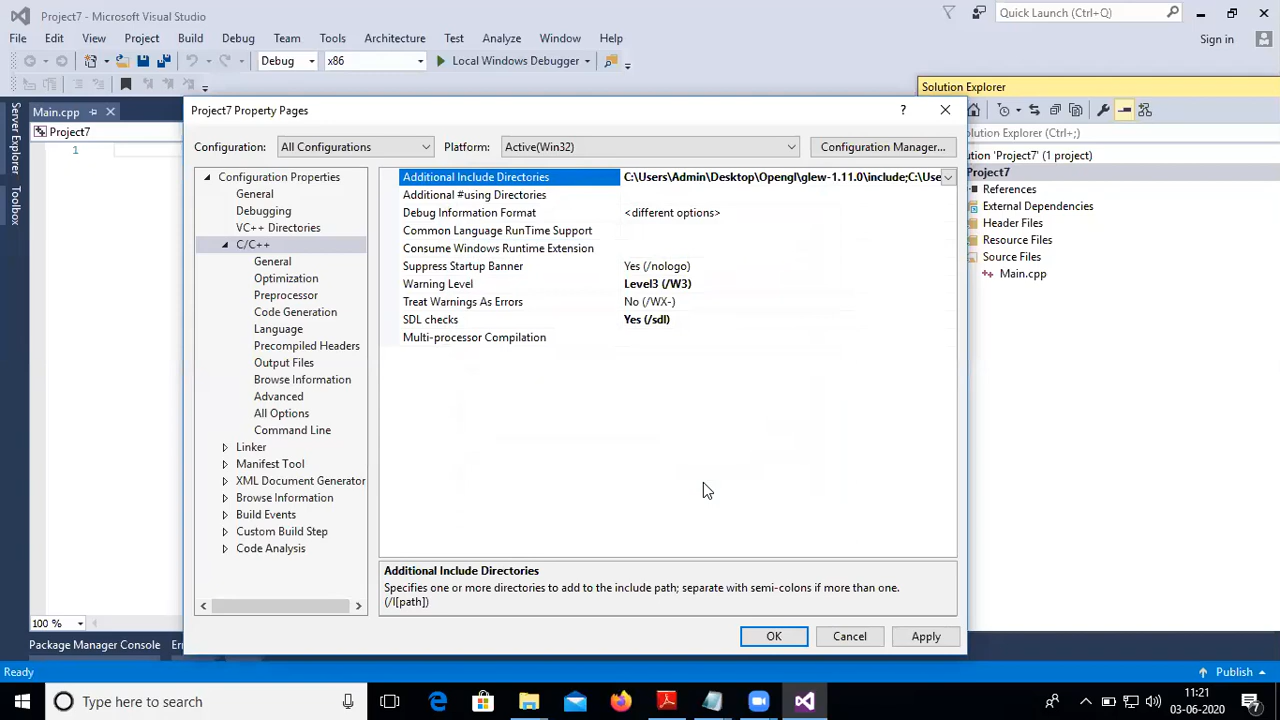 Project7 - Microsoft Visual Studio
Quick Launch (Ctrl+Q)
File Edit View Project Build Debug Team Tools Architecture Test Analyze Window Help
Sign in
Debug x86 Local Windows Debugger
Server Explorer
Toolbox
Main.cpp
Project7
1
100 %
Package Manager Console
Project7 Property Pages
?
Configuration: All Configurations Platform: Active(Win32) Configuration Manager...
Configuration Properties
General
Debugging
VC++ Directories
C/C++
General
Optimization
Preprocessor
Code Generation
Language
Precompiled Headers
Output Files
Browse Information
Advanced
All Options
Command Line
Linker
Manifest Tool
XML Document Generator
Browse Information
Build Events
Custom Build Step
Code Analysis
Additional Include Directories C:\Users\Admin\Desktop\Opengl\glew-1.11.0\include;C:\Use
Additional #using Directories
Debug Information Format <different options>
Common Language RunTime Support
Consume Windows Runtime Extension
Suppress Startup Banner Yes (/nologo)
Warning Level Level3 (/W3)
Treat Warnings As Errors No (/WX-)
SDL checks Yes (/sdl)
Multi-processor Compilation
Additional Include Directories
Specifies one or more directories to add to the include path; separate with semi-colons if more than one.
(/I[path])
OK Cancel Apply
Solution Explorer
olution Explorer (Ctrl+;)
ution 'Project7' (1 project)
Project7
References
External Dependencies
Header Files
Resource Files
Source Files
Main.cpp
Ready
Publish
Type here to search
11:21
03-06-2020
7